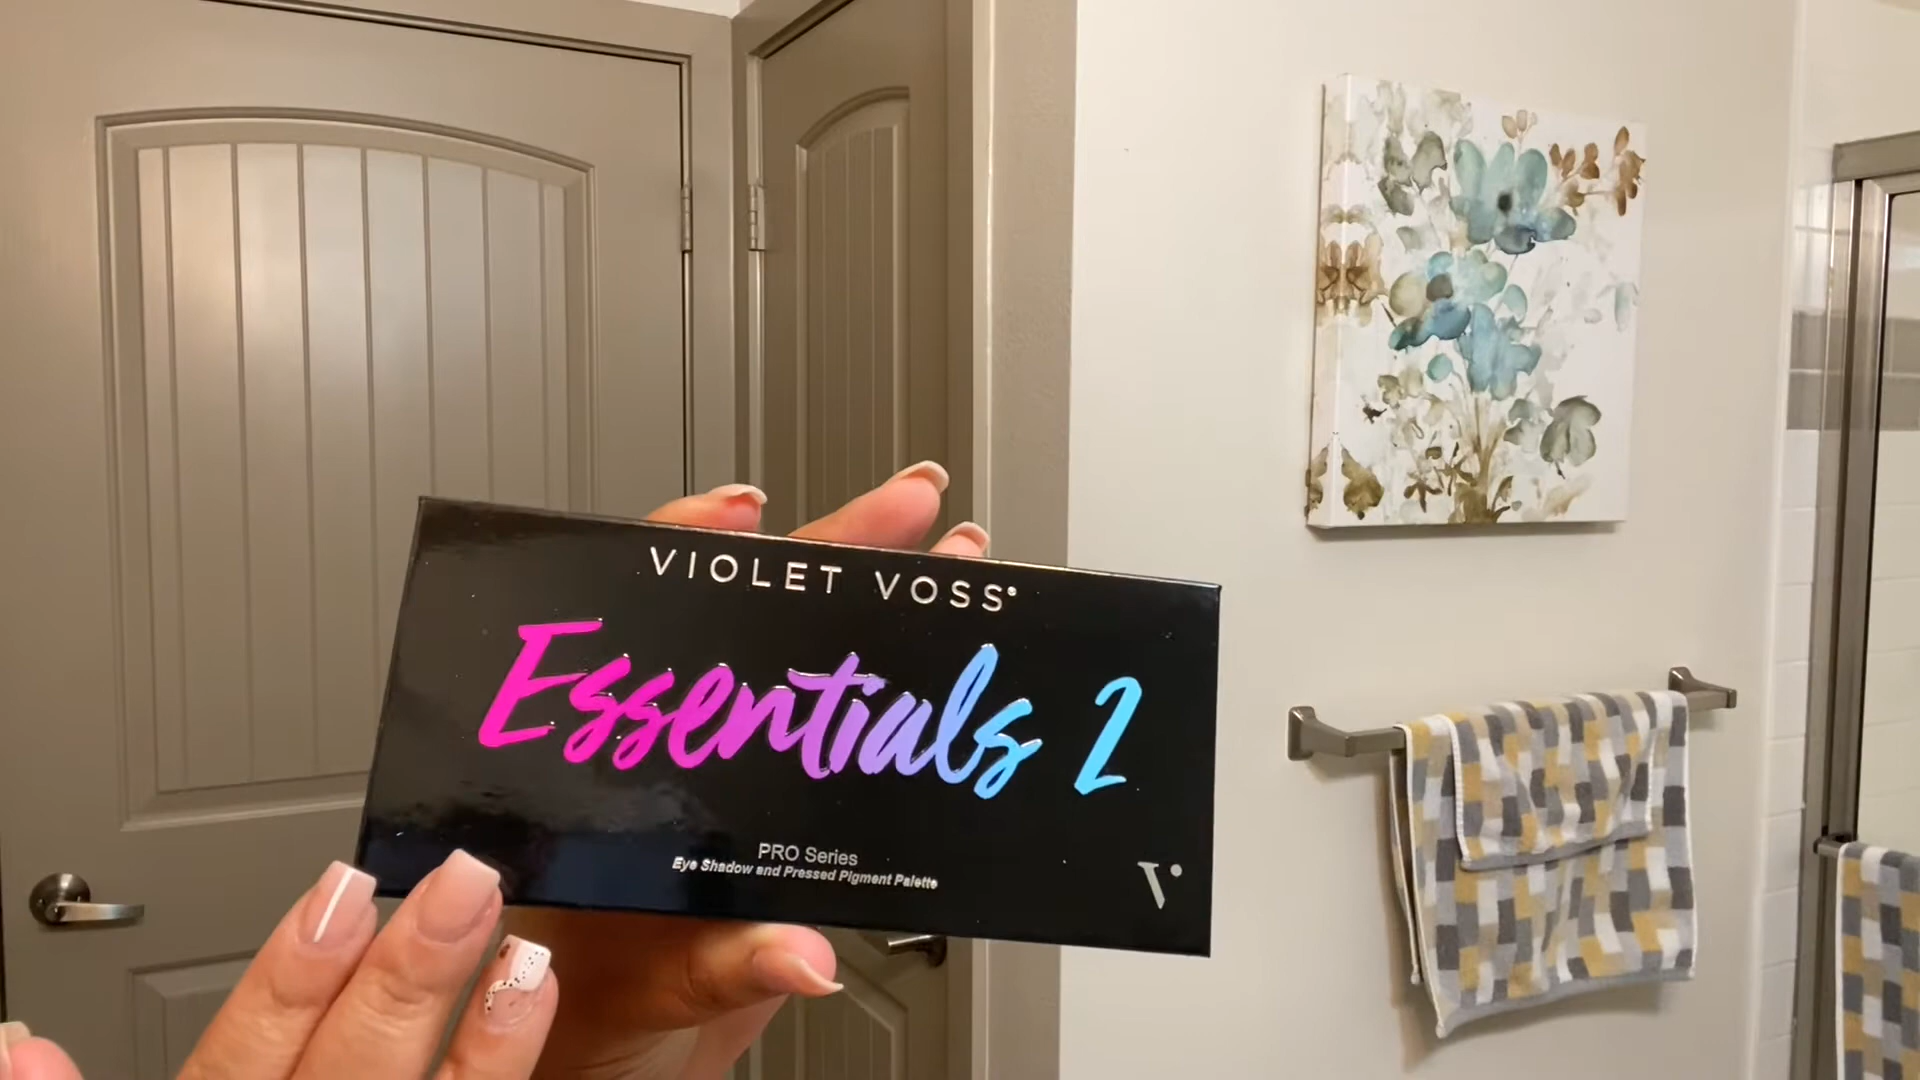 VIOLET VOSS®
Essentials 2
PRO Series
Eye Shadow and Pressed Pigment Palette
V